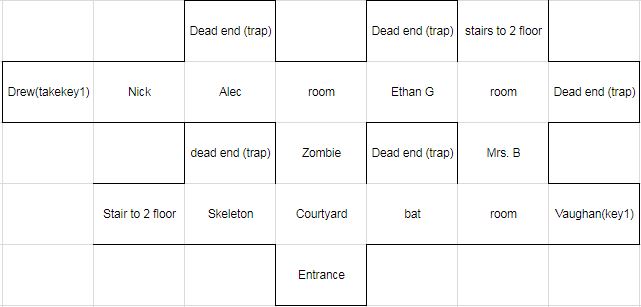 Dead end (trap) Dead end (trap) stairs to 2 floor
Drew(takekey1) Nick Alec room Ethan G room Dead end (trap)
dead end (trap) Zombie Dead end (trap) Mrs. B
Stair to 2 floor Skeleton Courtyard bat room Vaughan(key1)
Entrance